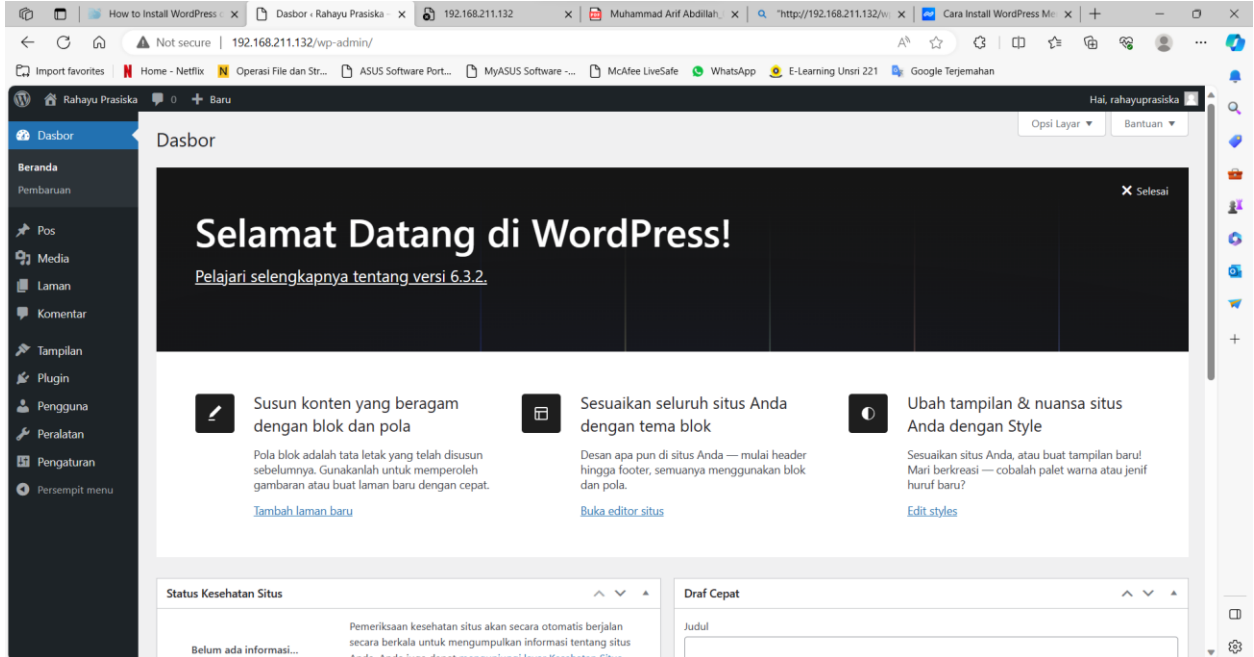 How to Install WordPress c
Dasbor ‹ Rahayu Prasiska –
192.168.211.132
Muhammad Arif Abdillah_
"http://192.168.211.132/w
Cara Install WordPress Me
Not secure
192.168.211.132/wp-admin/
Import favorites
Home - Netflix
Operasi File dan Str...
ASUS Software Port...
MyASUS Software -...
McAfee LiveSafe
WhatsApp
E-Learning Unsri 221
Google Terjemahan
Rahayu Prasiska
0
Baru
Hai, rahayuprasiska
Dasbor
Beranda
Pembaruan
Pos
Media
Laman
Komentar
Tampilan
Plugin
Pengguna
Peralatan
Pengaturan
Persempit menu
Opsi Layar
Bantuan
Dasbor
Selesai
Selamat Datang di WordPress!
Pelajari selengkapnya tentang versi 6.3.2.
Susun konten yang beragam
dengan blok dan pola
Pola blok adalah tata letak yang telah disusun
sebelumnya. Gunakanlah untuk memperoleh
gambaran atau buat laman baru dengan cepat.
Tambah laman baru
Sesuaikan seluruh situs Anda
dengan tema blok
Desan apa pun di situs Anda — mulai header
hingga footer, semuanya menggunakan blok
dan pola.
Buka editor situs
Ubah tampilan & nuansa situs
Anda dengan Style
Sesuaikan situs Anda, atau buat tampilan baru!
Mari berkreasi — cobalah palet warna atau jenif
huruf baru?
Edit styles
Status Kesehatan Situs
Belum ada informasi...
Pemeriksaan kesehatan situs akan secara otomatis berjalan
secara berkala untuk mengumpulkan informasi tentang situs
Anda. Anda juga dapat mengunjungi layar Kesehatan Situs
Draf Cepat
Judul